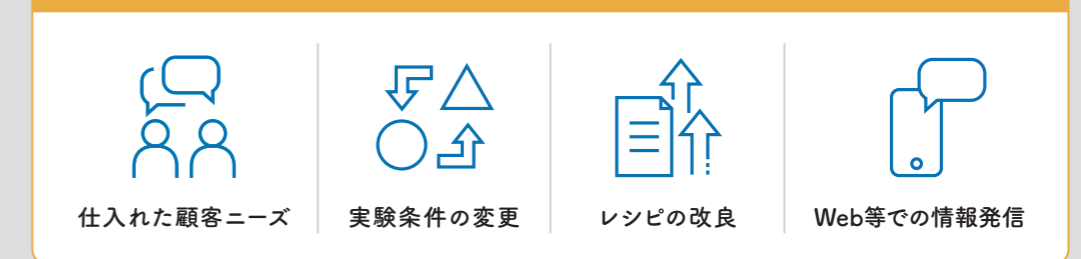 仕入れた顧客ニーズ
実験条件の変更
レシピの改良
Web等での情報発信